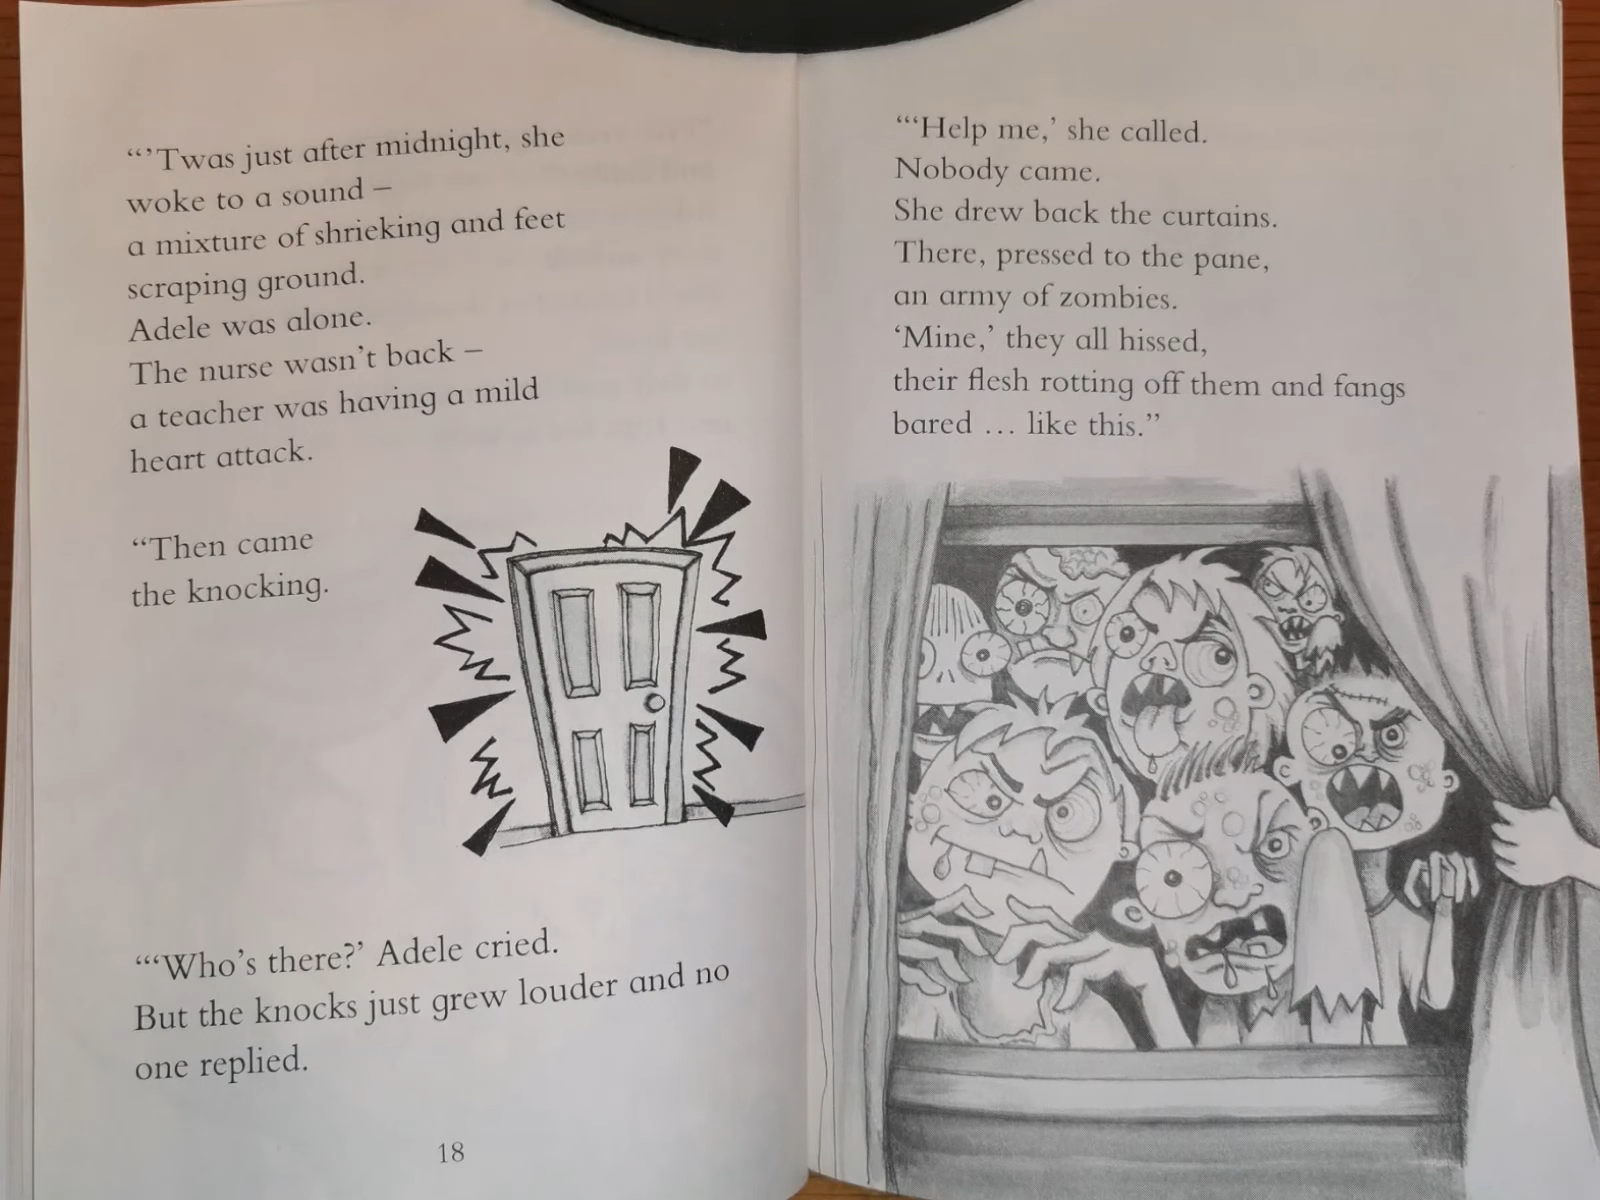 “’Twas just after midnight, she
woke to a sound –
a mixture of shrieking and feet
scraping ground.
Adele was alone.
The nurse wasn’t back –
a teacher was having a mild
heart attack.
“Then came
the knocking.
“‘Who’s there?’ Adele cried.
But the knocks just grew louder and no
one replied.
18
“‘Help me,’ she called.
Nobody came.
She drew back the curtains.
There, pressed to the pane,
an army of zombies.
‘Mine,’ they all hissed,
their flesh rotting off them and fangs
bared … like this.”